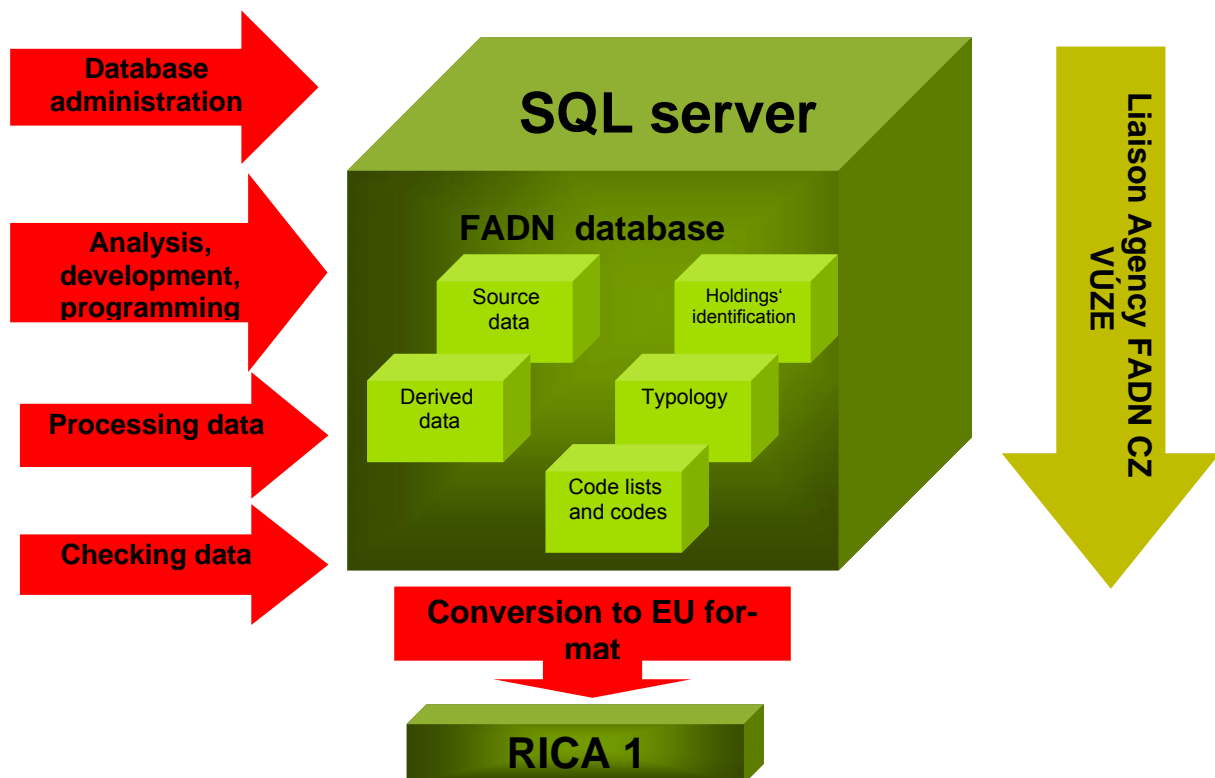 Database
administration
SQL server
Analysis,
development,
programming
FADN database
Source
data
Holdings‘
identification
Derived
data
Typology
Code lists
and codes
Processing data
Checking data
Liaison Agency FADN CZ
VÚZE
Conversion to EU for-
mat
RICA 1